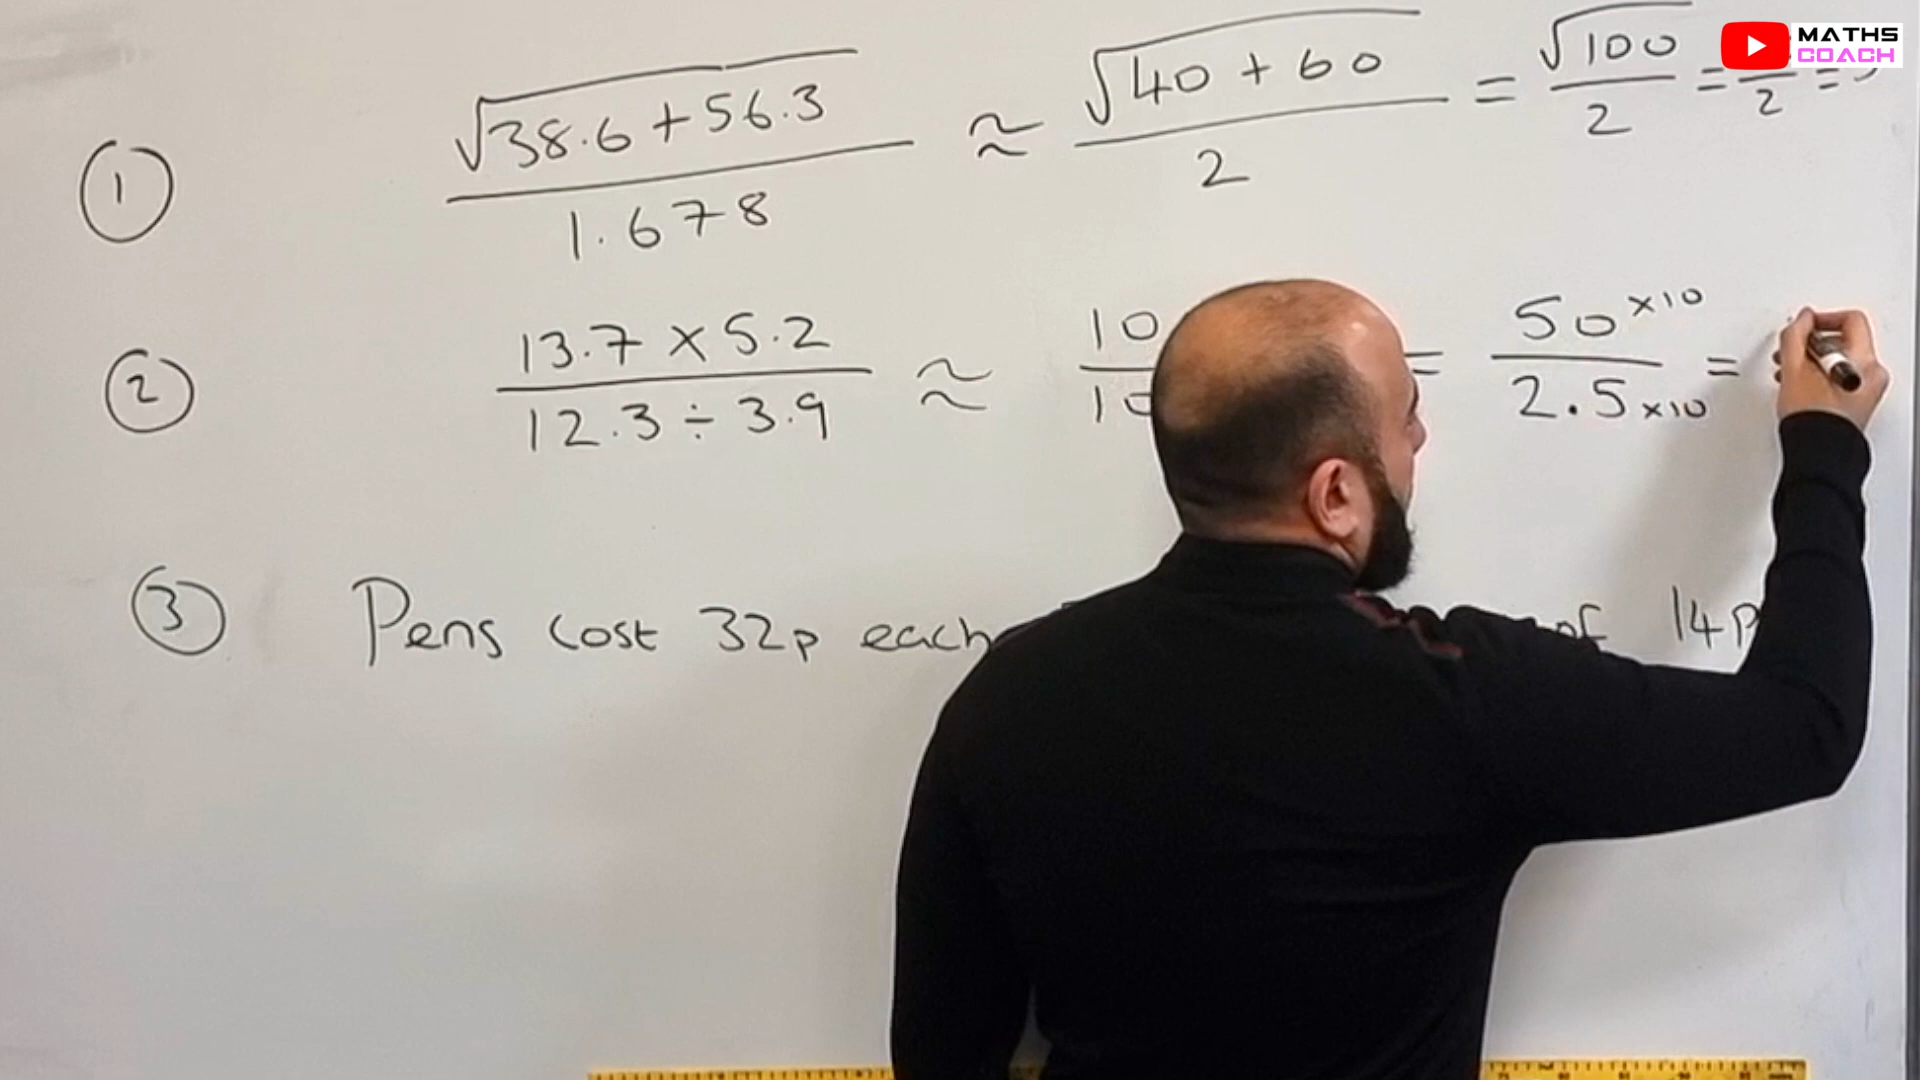 MATHS
COACH
① √38.6 + 56.3 / 1.678 ≈ √40 + 60 / 2 = √100 / 2 = / 2 =
② 13.7 × 5.2 / 12.3 ÷ 3.9 ≈ 10 / 10 = 50 ×10 / 2.5 ×10 =
③ Pens cost 32p each of 14p